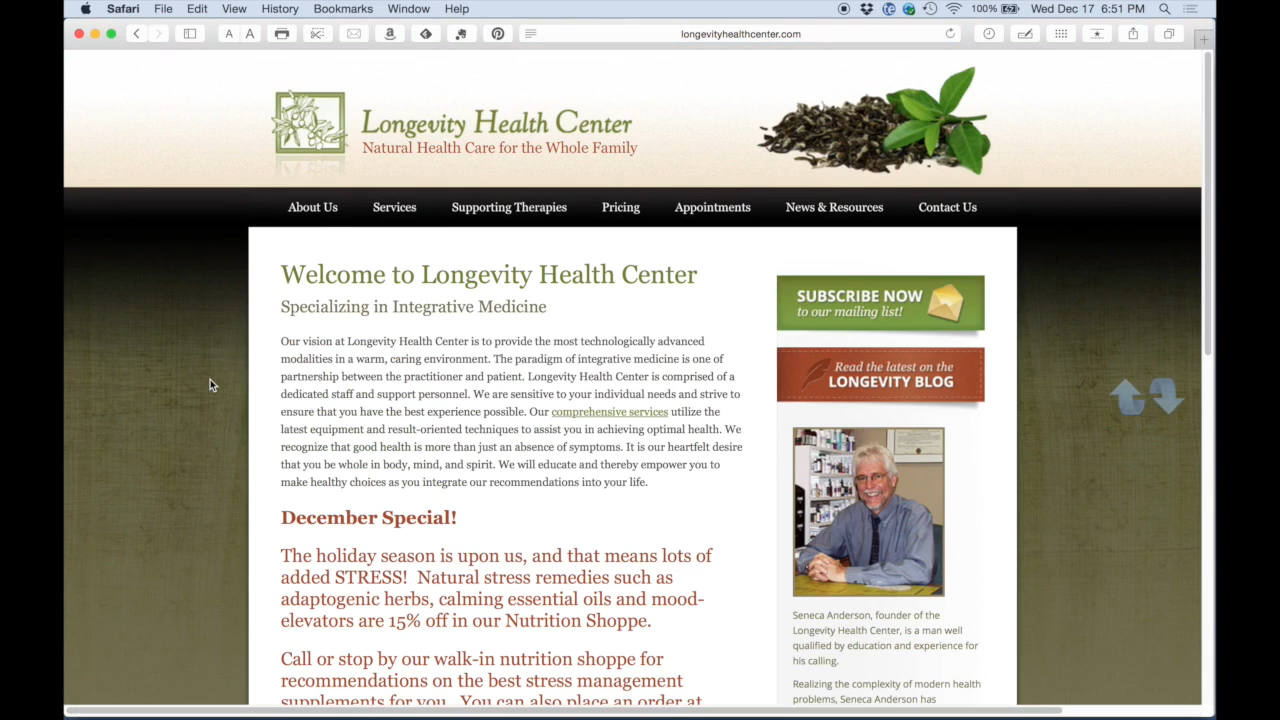 Safari File Edit View History Bookmarks Window Help 100% Wed Dec 17 6:51 PM
A A longevityhealthcenter.com
Longevity Health Center
Natural Health Care for the Whole Family
About Us Services Supporting Therapies Pricing Appointments News & Resources Contact Us
Welcome to Longevity Health Center
Specializing in Integrative Medicine
Our vision at Longevity Health Center is to provide the most technologically advanced
modalities in a warm, caring environment. The paradigm of integrative medicine is one of
partnership between the practitioner and patient. Longevity Health Center is comprised of a
dedicated staff and support personnel. We are sensitive to your individual needs and strive to
ensure that you have the best experience possible. Our comprehensive services utilize the
latest equipment and result-oriented techniques to assist you in achieving optimal health. We
recognize that good health is more than just an absence of symptoms. It is our heartfelt desire
that you be whole in body, mind, and spirit. We will educate and thereby empower you to
make healthy choices as you integrate our recommendations into your life.
December Special!
The holiday season is upon us, and that means lots of
added STRESS! Natural stress remedies such as
adaptogenic herbs, calming essential oils and mood-
elevators are 15% off in our Nutrition Shoppe.
Call or stop by our walk-in nutrition shoppe for
recommendations on the best stress management
supplements for you. You can also place an order at
SUBSCRIBE NOW
to our mailing list!
Read the latest on the
LONGEVITY BLOG
Seneca Anderson, founder of the
Longevity Health Center, is a man well
qualified by education and experience for
his calling.
Realizing the complexity of modern health
problems, Seneca Anderson has